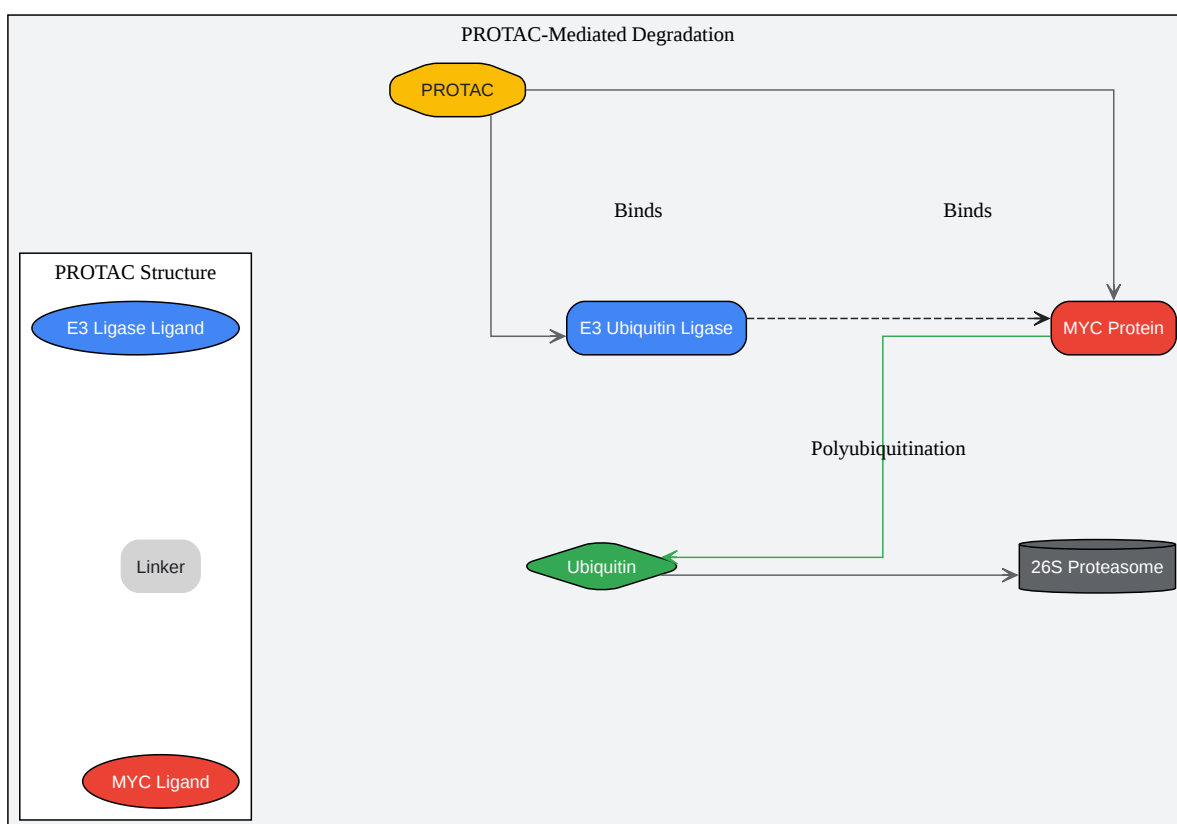 PROTAC-Mediated Degradation
PROTAC
Binds
Binds
PROTAC Structure
E3 Ligase Ligand
E3 Ubiquitin Ligase
MYC Protein
Polyubiquitination
Linker
Ubiquitin
26S Proteasome
MYC Ligand